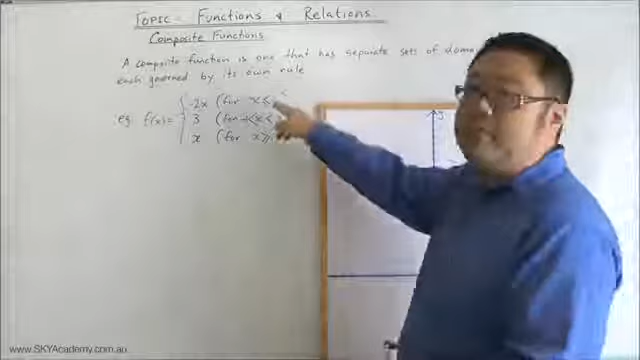 Topic: Functions & Relations
Composite Functions
A composite function is one that has separate sets of
each governed by its own rule
eg f(x) = -2x (for x ≤
3 (for -1<x<
x (for x ≥
www.SKYAcademy.com.au